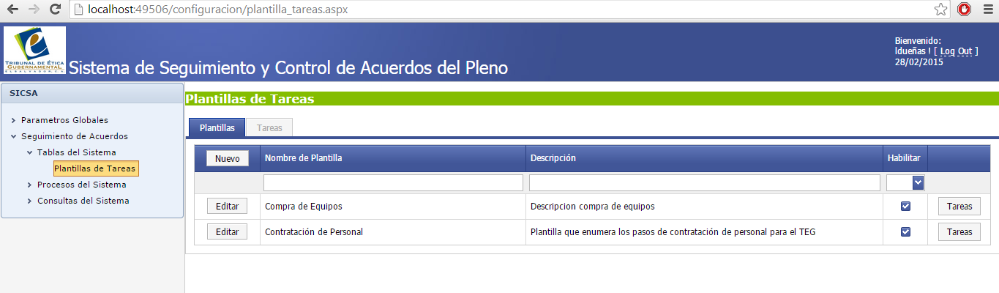 localhost:49506/configuracion/plantilla_tareas.aspx
TRIBUNAL DE ÉTICA
GUBERNAMENTAL
EL SALVADOR, C.A.
Sistema de Seguimiento y Control de Acuerdos del Pleno
Bienvenido:
ldueñas ! [ Log Out ]
28/02/2015
SICSA
Parametros Globales
Seguimiento de Acuerdos
Tablas del Sistema
Plantillas de Tareas
Procesos del Sistema
Consultas del Sistema
Plantillas de Tareas
Plantillas Tareas
Nuevo Nombre de Plantilla Descripción Habilitar
Editar Compra de Equipos Descripcion compra de equipos Tareas
Editar Contratación de Personal Plantilla que enumera los pasos de contratación de personal para el TEG Tareas